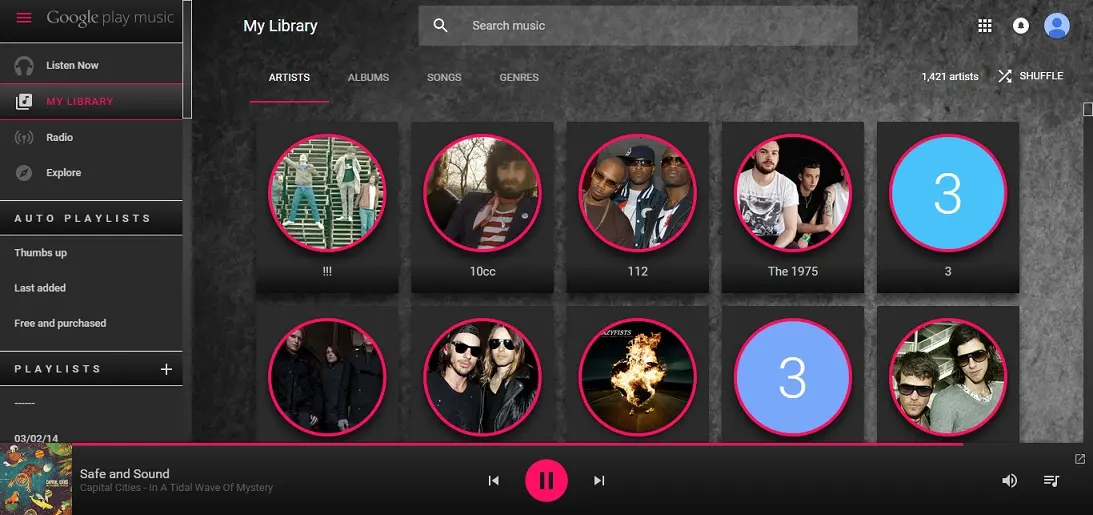 Google play music
Listen Now
MY LIBRARY
Radio
Explore
AUTO PLAYLISTS
Thumbs up
Last added
Free and purchased
PLAYLISTS
------
03/02/14
My Library
Search music
ARTISTS ALBUMS SONGS GENRES
1,421 artists SHUFFLE
!!! 10cc 112 The 1975 3
3
3
CAPITAL CITIES
Safe and Sound
Capital Cities - In A Tidal Wave Of Mystery